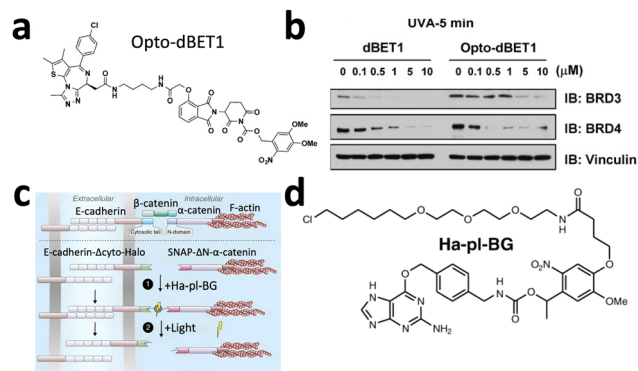 a
Opto-dBET1
Cl
S
N
N
N
N
O
H
N
N
H
O
O
O
N
O
O
O
N
O
O
O
NO₂
OMe
OMe
b
UVA-5 min
dBET1 Opto-dBET1
0 0.1 0.5 1 5 10 0 0.1 0.5 1 5 10 (μM)
IB: BRD3
IB: BRD4
IB: Vinculin
c
Extracellular Intracellular
E-cadherin β-catenin α-catenin F-actin
Cytosolic tail N-domain
E-cadherin-Δcyto-Halo SNAP-ΔN-α-catenin
1 +Ha-pl-BG
2 +Light
d
Cl O O O N H O
Ha-pl-BG
O NO₂ O
H N N N N NH₂
H N O O OMe